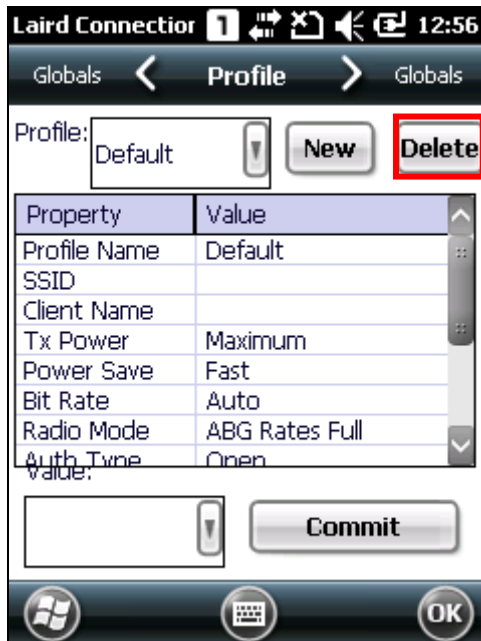 Laird Connection 1 12:56
Globals Profile Globals
Profile: Default New Delete
Property Value
Profile Name Default
SSID
Client Name
Tx Power Maximum
Power Save Fast
Bit Rate Auto
Radio Mode ABG Rates Full
Auth Type Open
Value:
Commit
OK